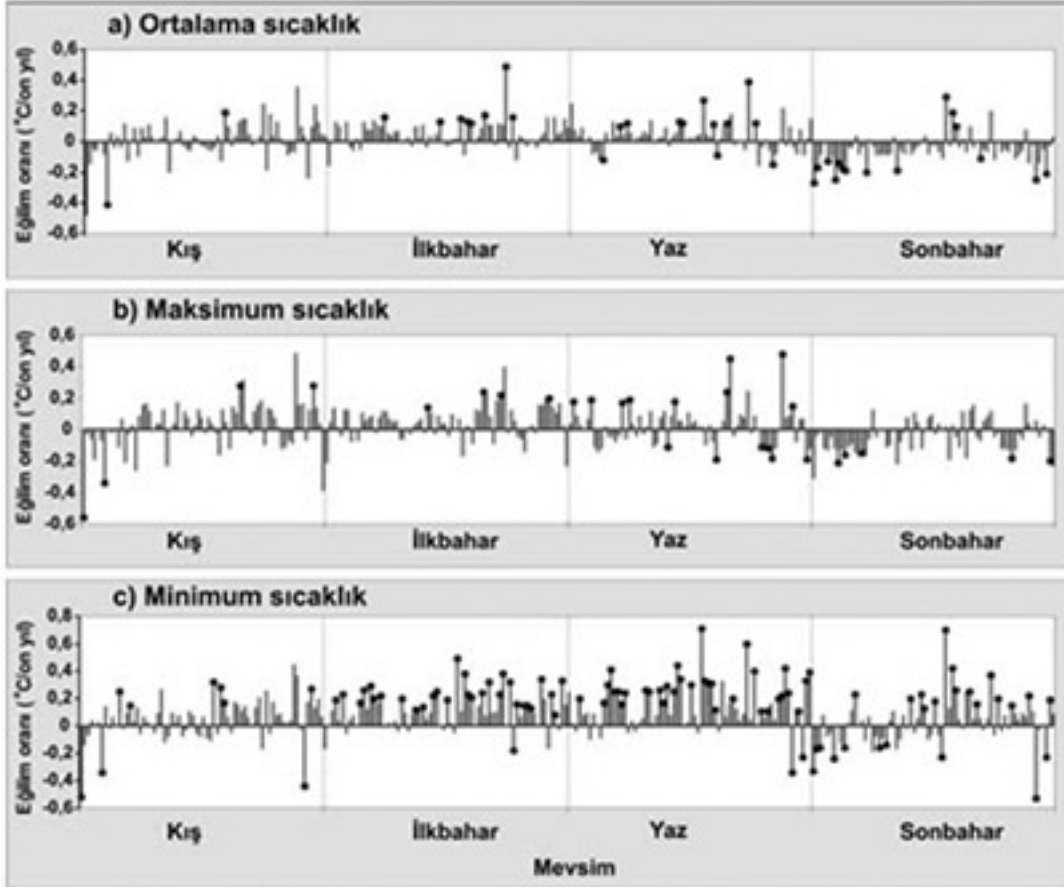 a) Ortalama sıcaklık
Eğilim oranı (°C/on yıl)
0,6
0,4
0,2
0
-0,2
-0,4
-0,6
Kış İlkbahar Yaz Sonbahar
b) Maksimum sıcaklık
Eğilim oranı (°C/on yıl)
0,6
0,4
0,2
0
-0,2
-0,4
-0,6
Kış İlkbahar Yaz Sonbahar
c) Minimum sıcaklık
Eğilim oranı (°C/on yıl)
0,8
0,6
0,4
0,2
0
-0,2
-0,4
-0,6
Kış İlkbahar Yaz Sonbahar
Mevsim